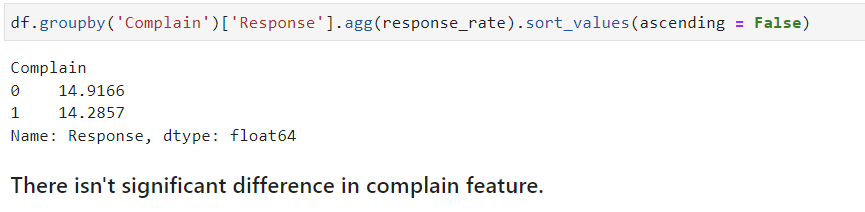 df.groupby('Complain')['Response'].agg(response_rate).sort_values(ascending = False)
Complain
0    14.9166
1    14.2857
Name: Response, dtype: float64
There isn't significant difference in complain feature.